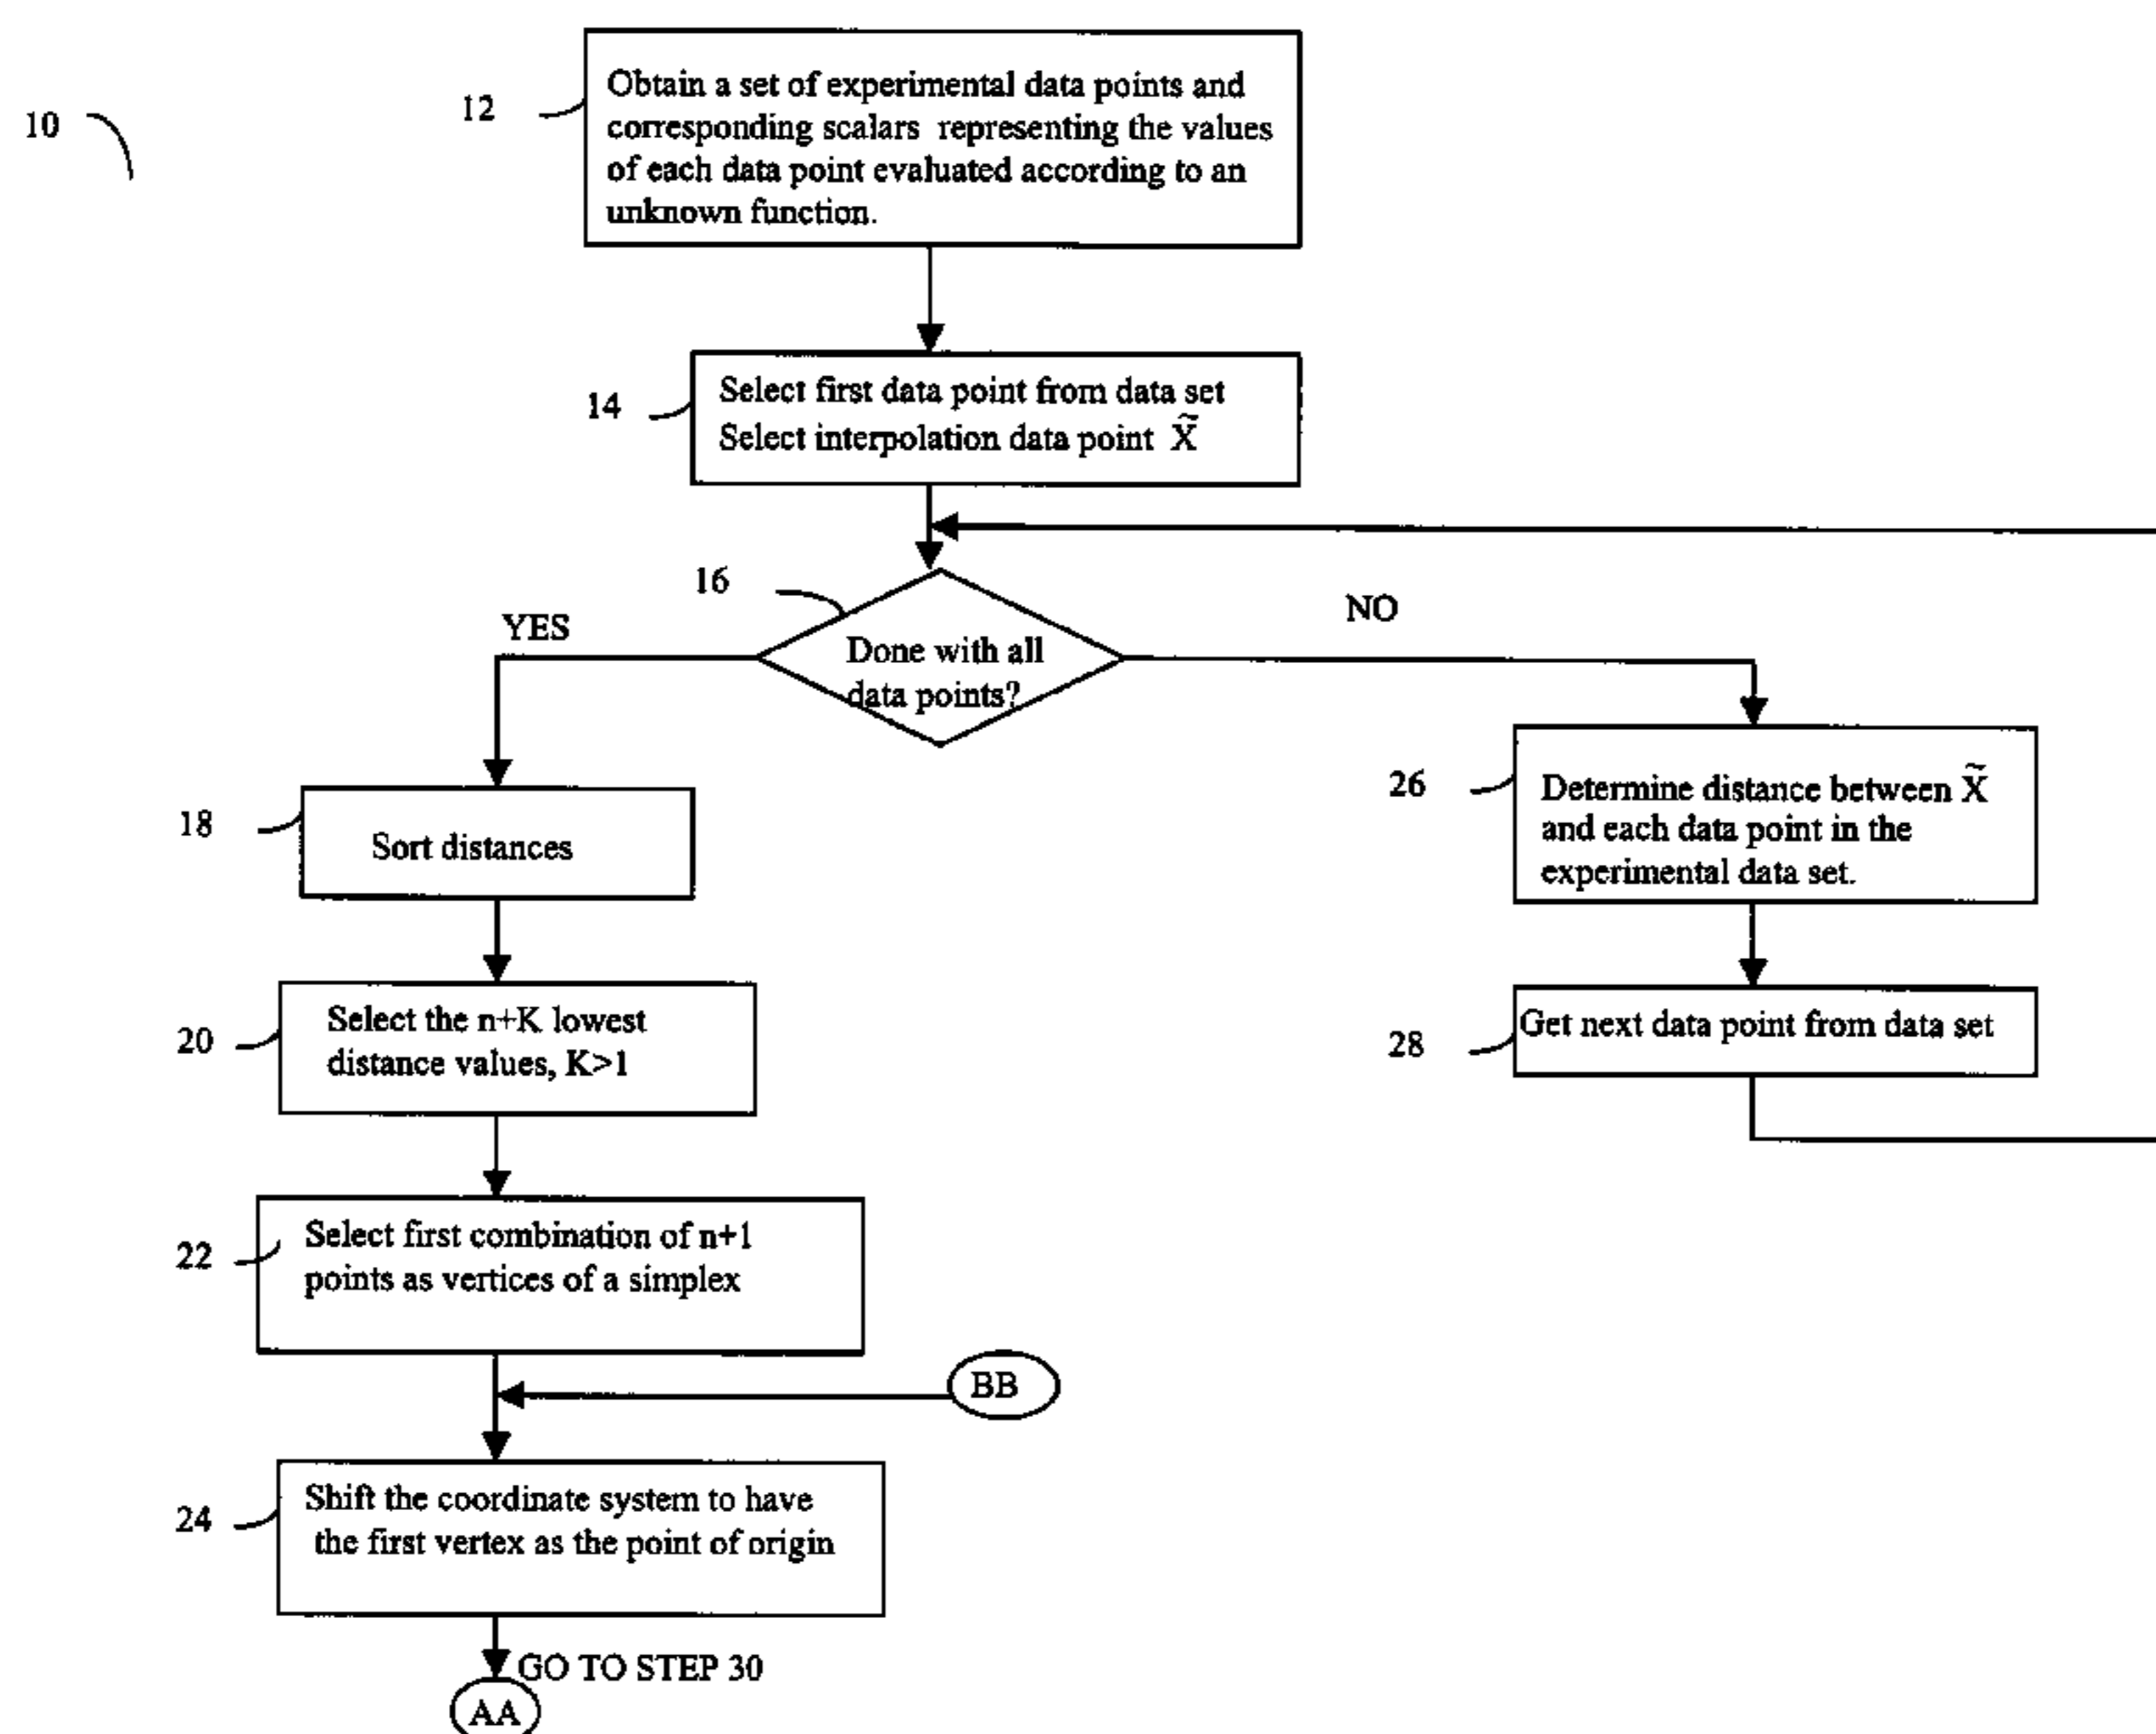 10
12
Obtain a set of experimental data points and
corresponding scalars representing the values
of each data point evaluated according to an
unknown function.
14
Select first data point from data set
Select interpolation data point X̃
16
YES
NO
Done with all
data points?
18
Sort distances
26
Determine distance between X̃
and each data point in the
experimental data set.
20
Select the n+K lowest
distance values, K>1
28
Get next data point from data set
22
Select first combination of n+1
points as vertices of a simplex
BB
24
Shift the coordinate system to have
the first vertex as the point of origin
GO TO STEP 30
AA